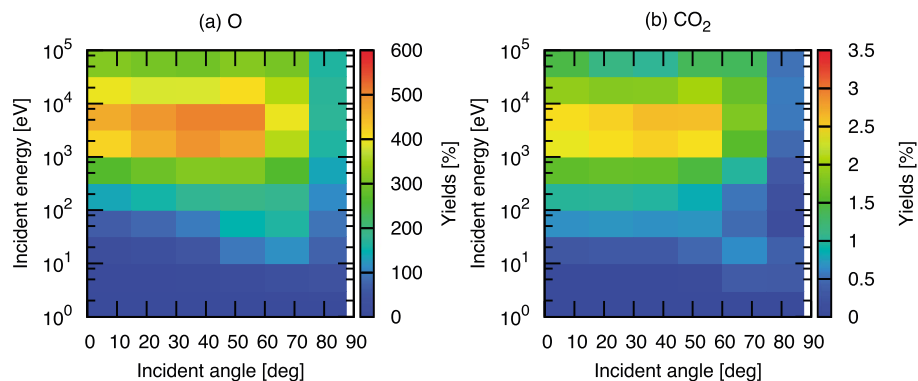 (a) O
10^5
10^4
10^3
10^2
10^1
10^0
Incident energy [eV]
0 10 20 30 40 50 60 70 80 90
Incident angle [deg]
600
500
400
300
200
100
0
Yields [%]
(b) CO₂
10^5
10^4
10^3
10^2
10^1
10^0
Incident energy [eV]
0 10 20 30 40 50 60 70 80 90
Incident angle [deg]
3.5
3
2.5
2
1.5
1
0.5
0
Yields [%]